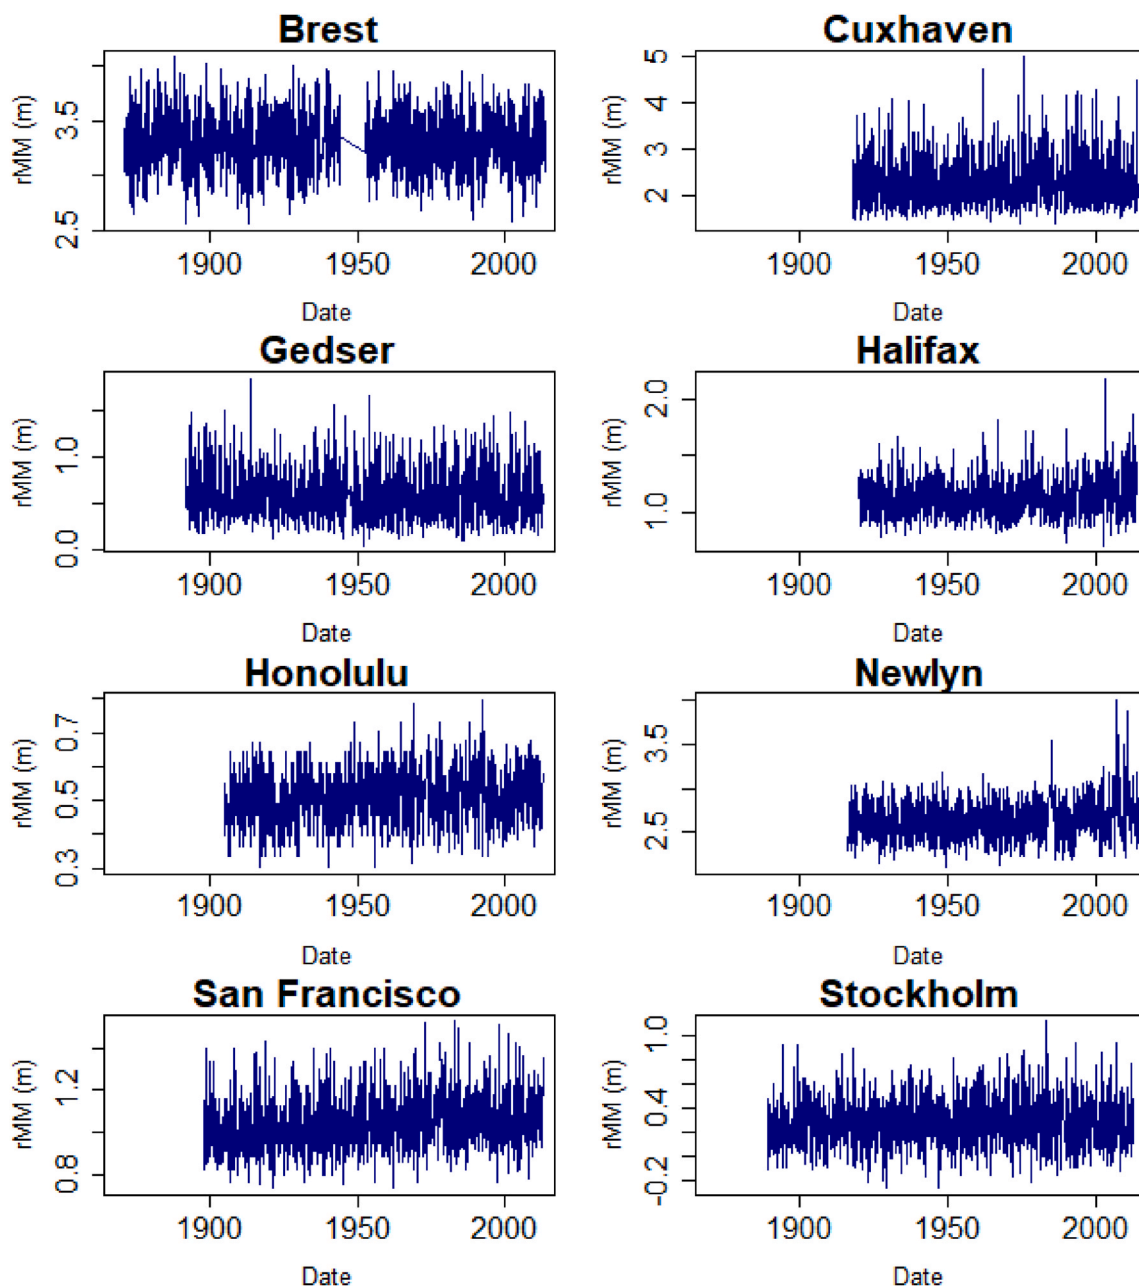 Brest
rMM (m)
3.5
2.5
1900 1950 2000
Date
Cuxhaven
rMM (m)
5
4
3
2
1900 1950 2000
Date
Gedser
rMM (m)
1.0
0.0
1900 1950 2000
Date
Halifax
rMM (m)
2.0
1.0
1900 1950 2000
Date
Honolulu
rMM (m)
0.7
0.5
0.3
1900 1950 2000
Date
Newlyn
rMM (m)
3.5
2.5
1900 1950 2000
Date
San Francisco
rMM (m)
1.2
0.8
1900 1950 2000
Date
Stockholm
rMM (m)
1.0
0.4
-0.2
1900 1950 2000
Date